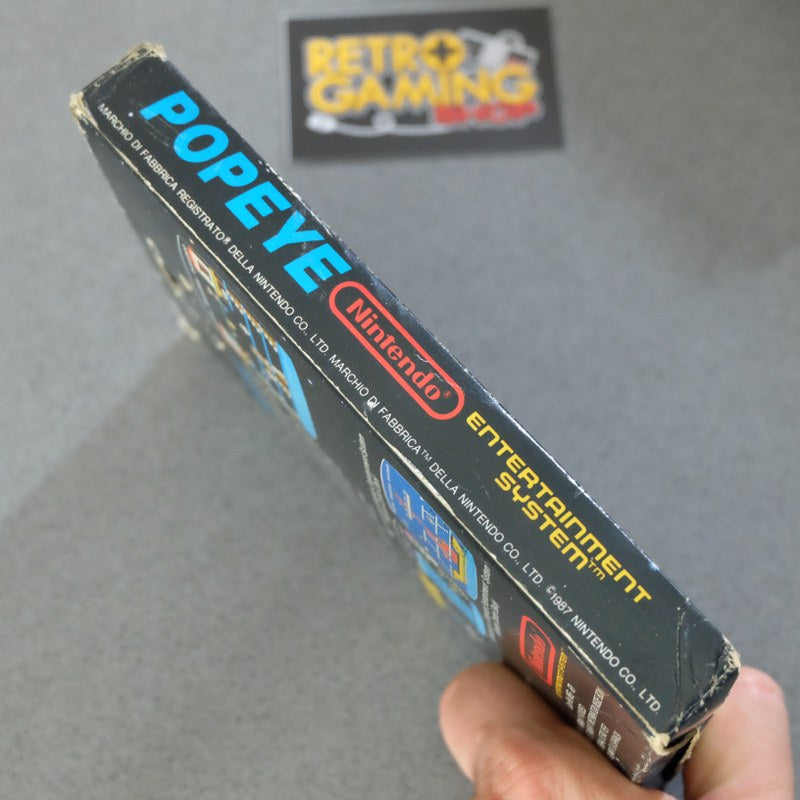 RETRO
GAMING
SHOP
POPEYE
Nintendo®
ENTERTAINMENT
SYSTEM™
MARCHIO DI FABBRICA REGISTRATO® DELLA NINTENDO CO., LTD. MARCHIO DI FABBRICA™ DELLA NINTENDO CO., LTD. ©1987 NINTENDO CO., LTD.
Nintendo